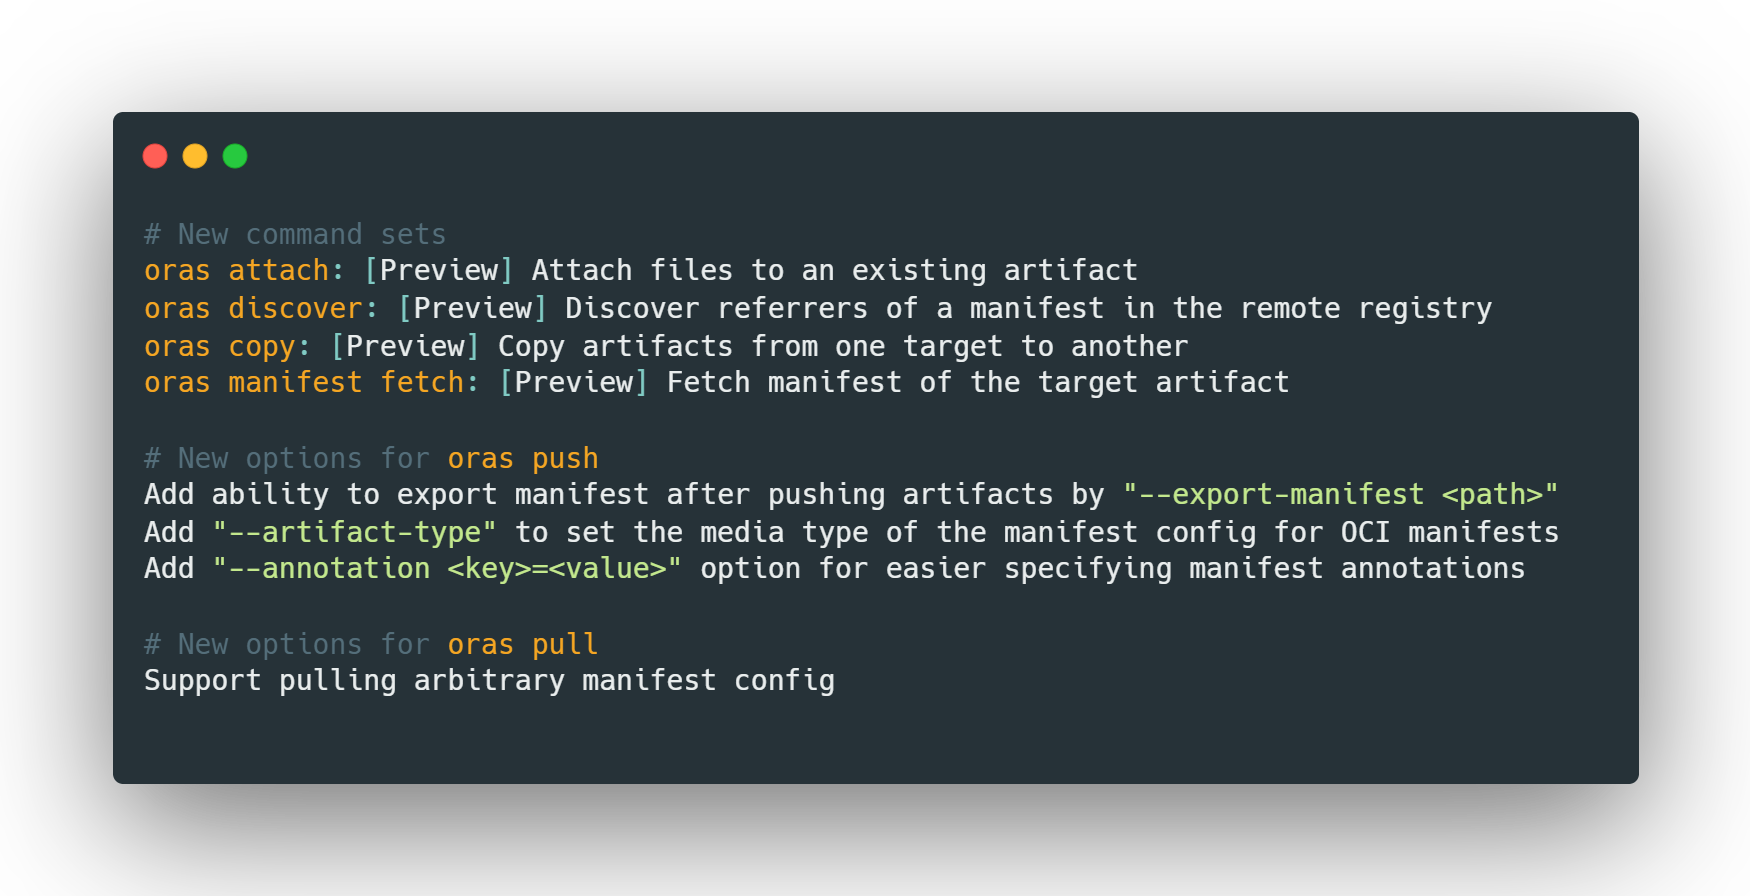 # New command sets
oras attach: [Preview] Attach files to an existing artifact
oras discover: [Preview] Discover referrers of a manifest in the remote registry
oras copy: [Preview] Copy artifacts from one target to another
oras manifest fetch: [Preview] Fetch manifest of the target artifact
# New options for oras push
Add ability to export manifest after pushing artifacts by "--export-manifest <path>"
Add "--artifact-type" to set the media type of the manifest config for OCI manifests
Add "--annotation <key>=<value>" option for easier specifying manifest annotations
# New options for oras pull
Support pulling arbitrary manifest config